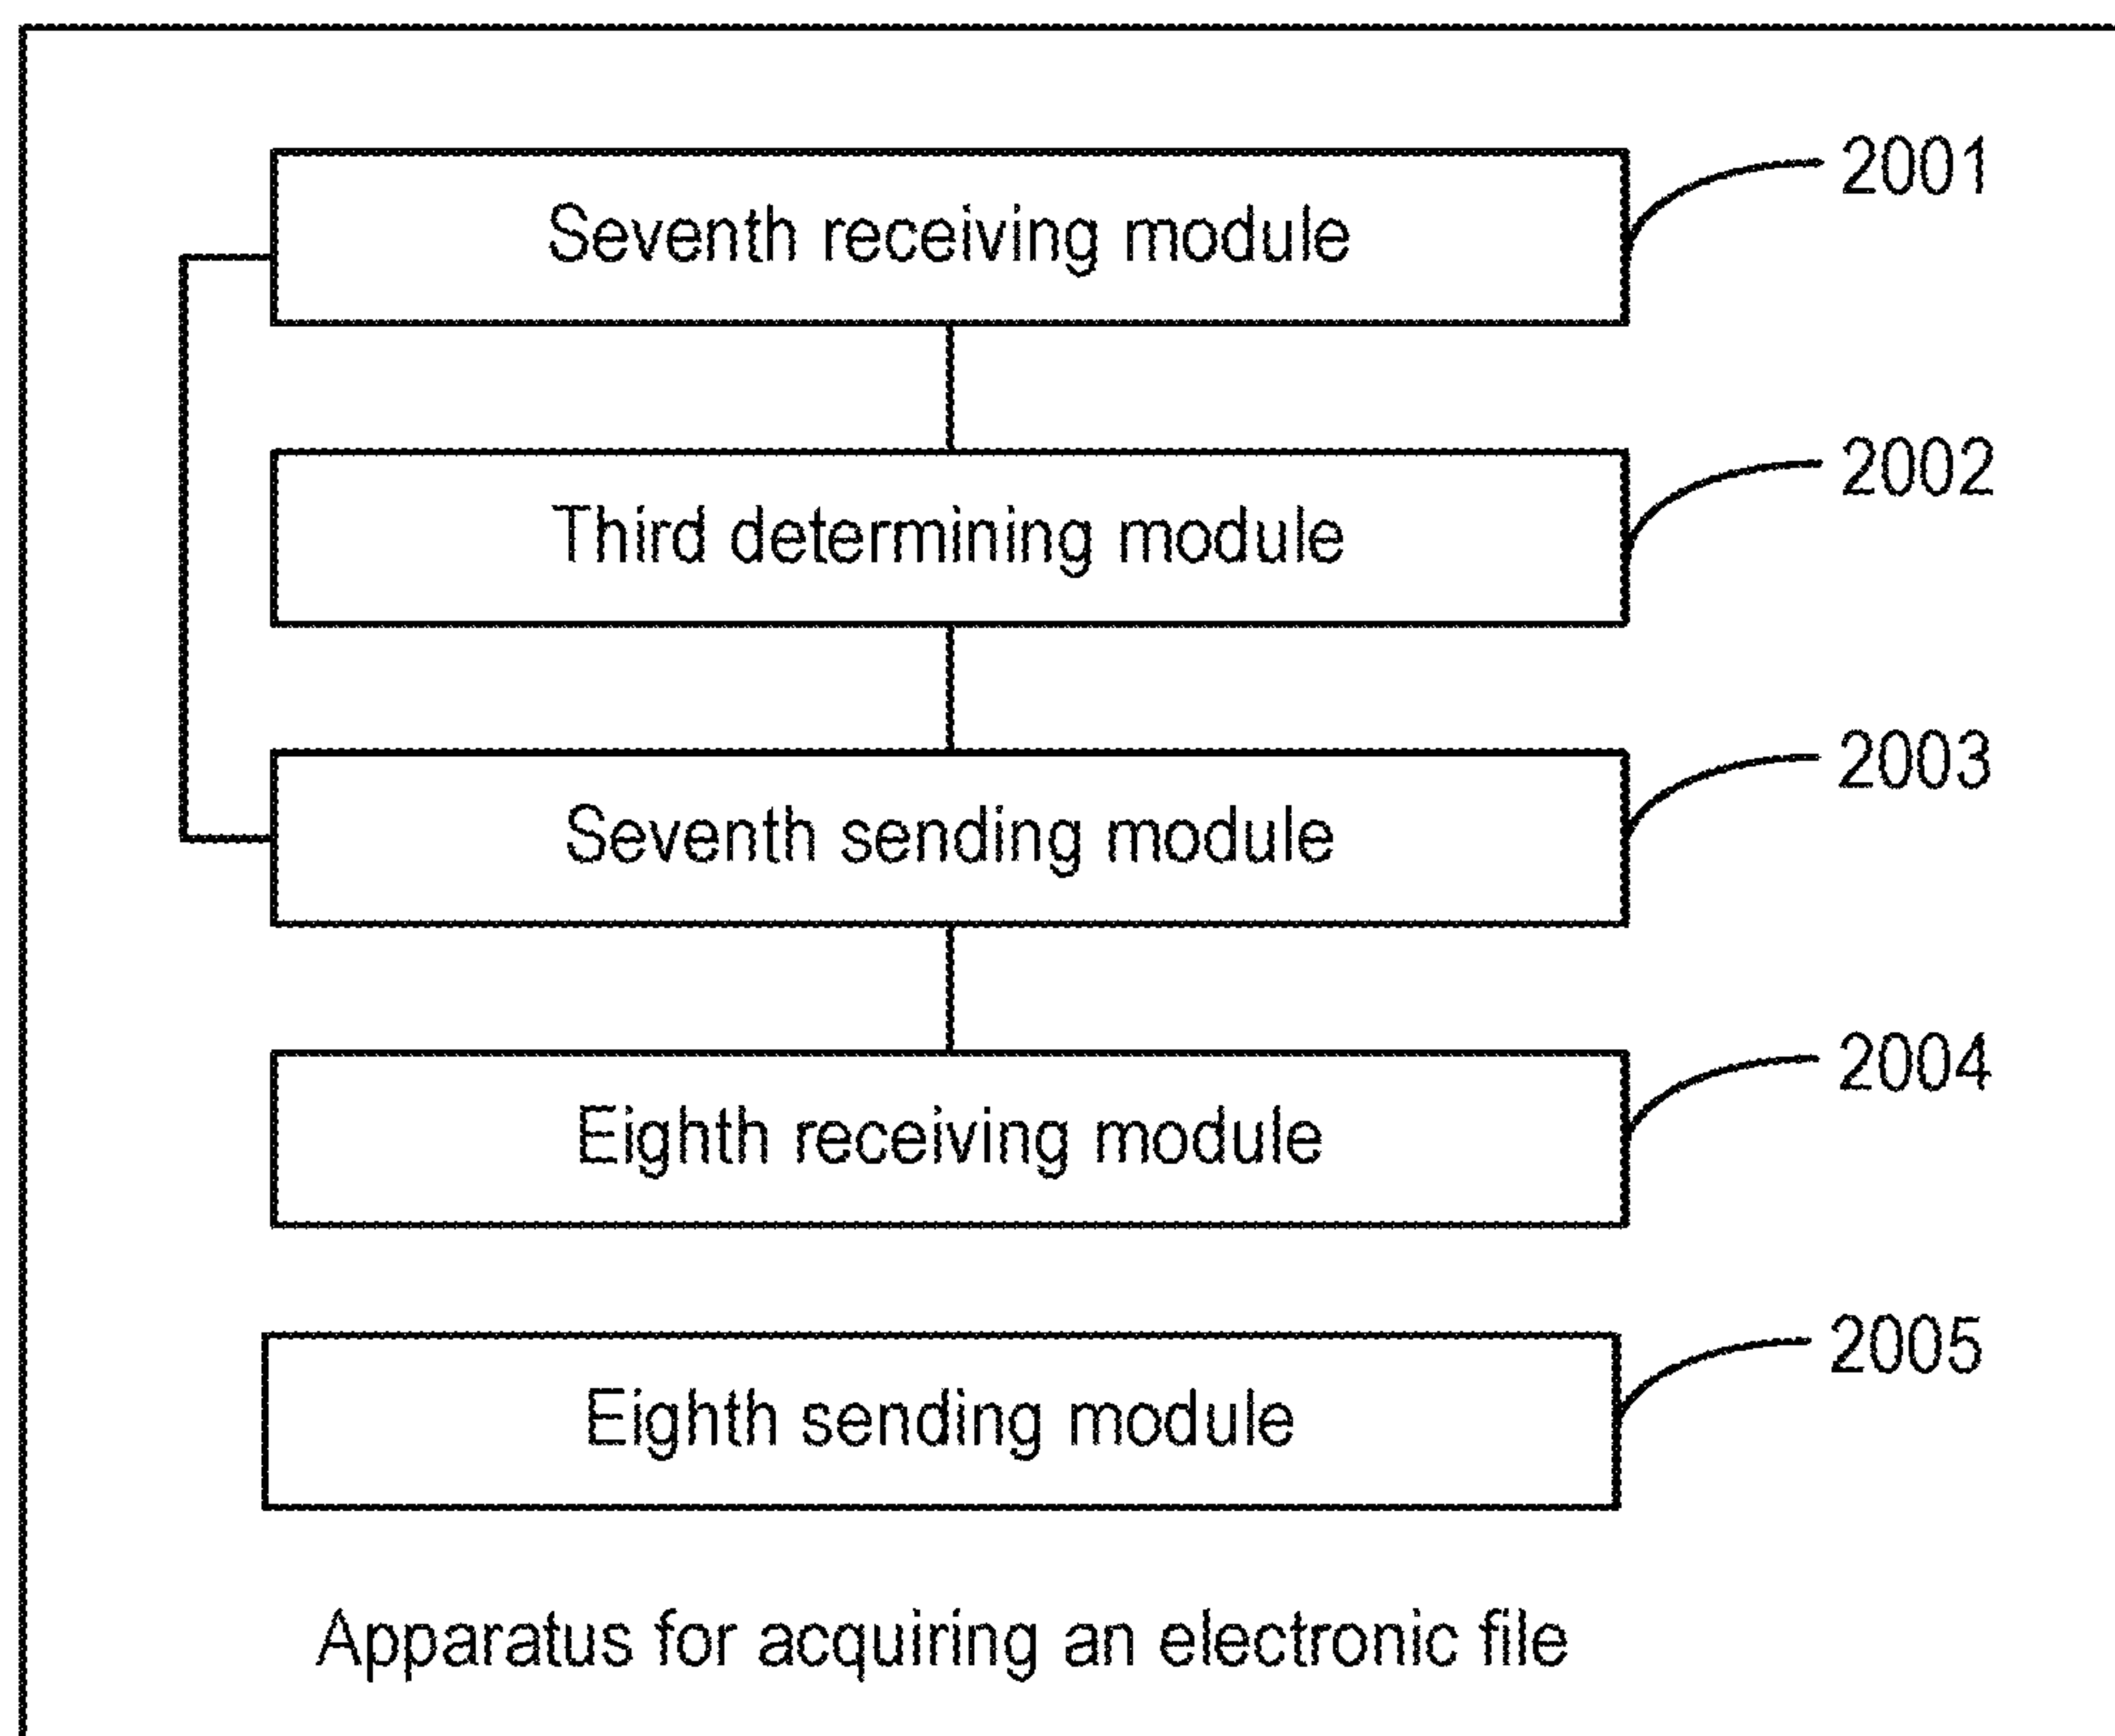 Seventh receiving module
2001
Third determining module
2002
Seventh sending module
2003
Eighth receiving module
2004
Eighth sending module
2005
Apparatus for acquiring an electronic file